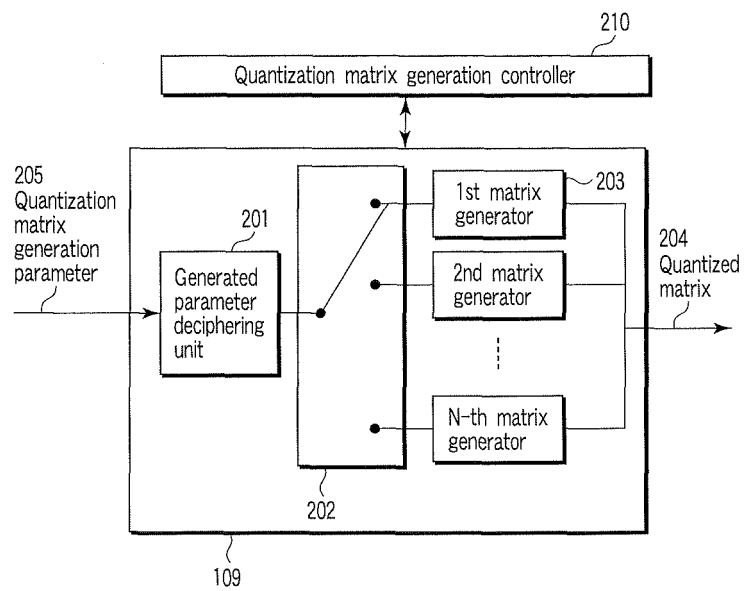 210
Quantization matrix generation controller
205
Quantization
matrix
generation
parameter
201
Generated
parameter
deciphering
unit
202
1st matrix
generator
203
2nd matrix
generator
N-th matrix
generator
204
Quantized
matrix
109